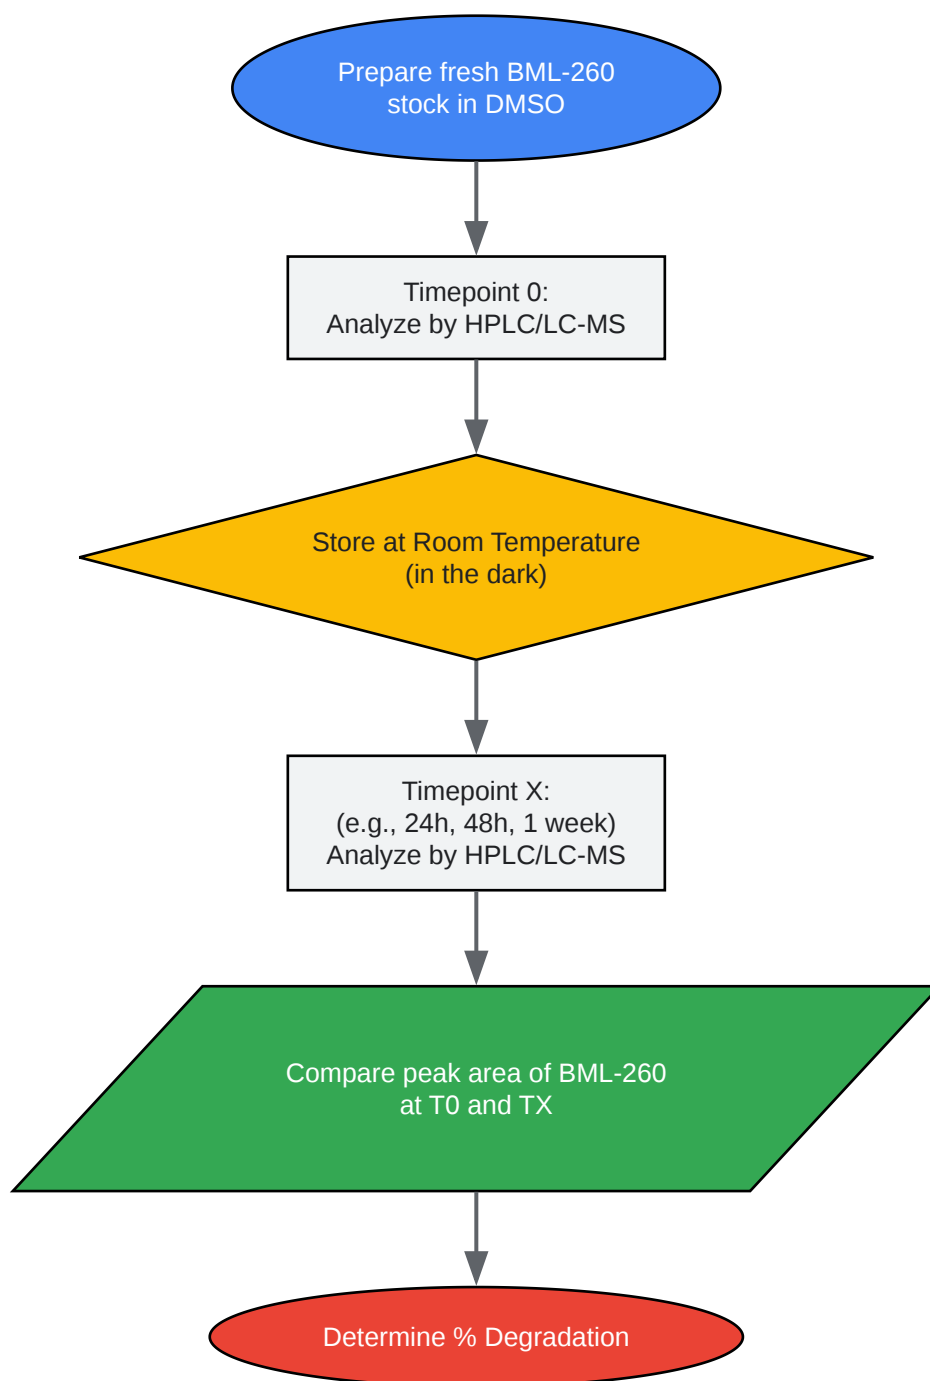 Prepare fresh BML-260
stock in DMSO
Timepoint 0:
Analyze by HPLC/LC-MS
Store at Room Temperature
(in the dark)
Timepoint X:
(e.g., 24h, 48h, 1 week)
Analyze by HPLC/LC-MS
Compare peak area of BML-260
at T0 and TX
Determine % Degradation